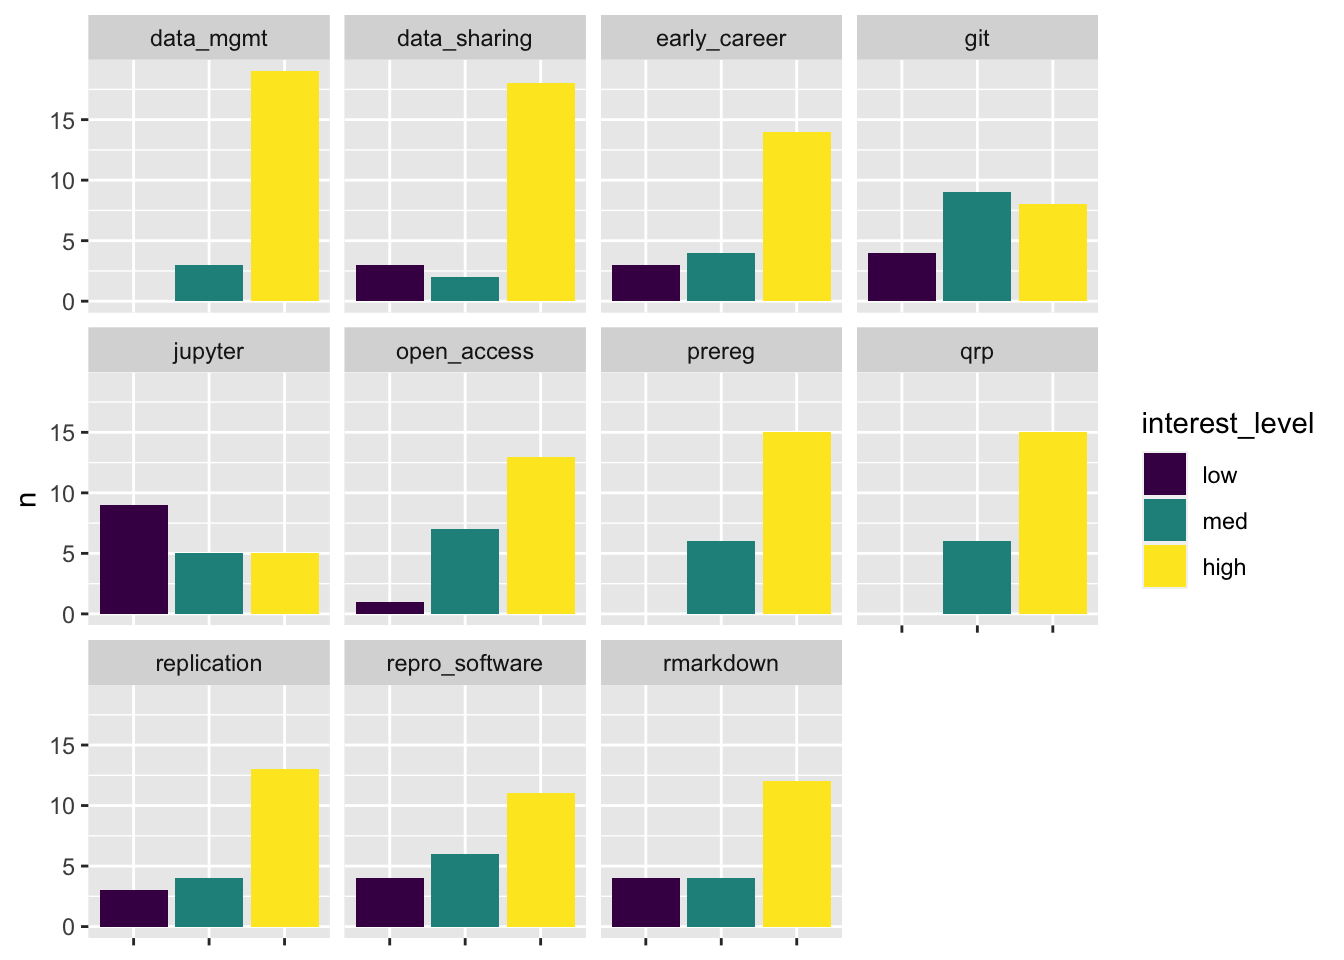 data_mgmt data_sharing early_career git
15
10
5
0
jupyter open_access prereg qrp
15
10
5
0
n
interest_level
low
med
high
replication repro_software rmarkdown
15
10
5
0